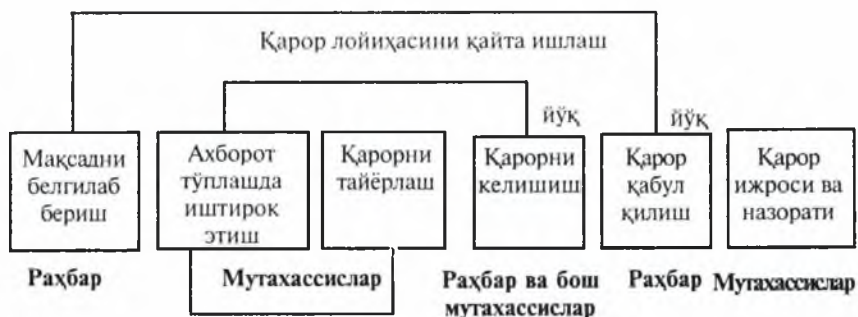 Қарор лойиҳасини қайта ишлаш
йўқ
йўқ
Мақсадни
белгилаб
бериш
Ахборот
тўплашда
иштирок
этиш
Қарорни
тайёрлаш
Қарорни
келишиш
Қарор
қабул
қилиш
Қарор
ижроси ва
назорати
Раҳбар
Мутахассислар
Раҳбар ва бош
мутахассислар
Раҳбар
Мутахассислар